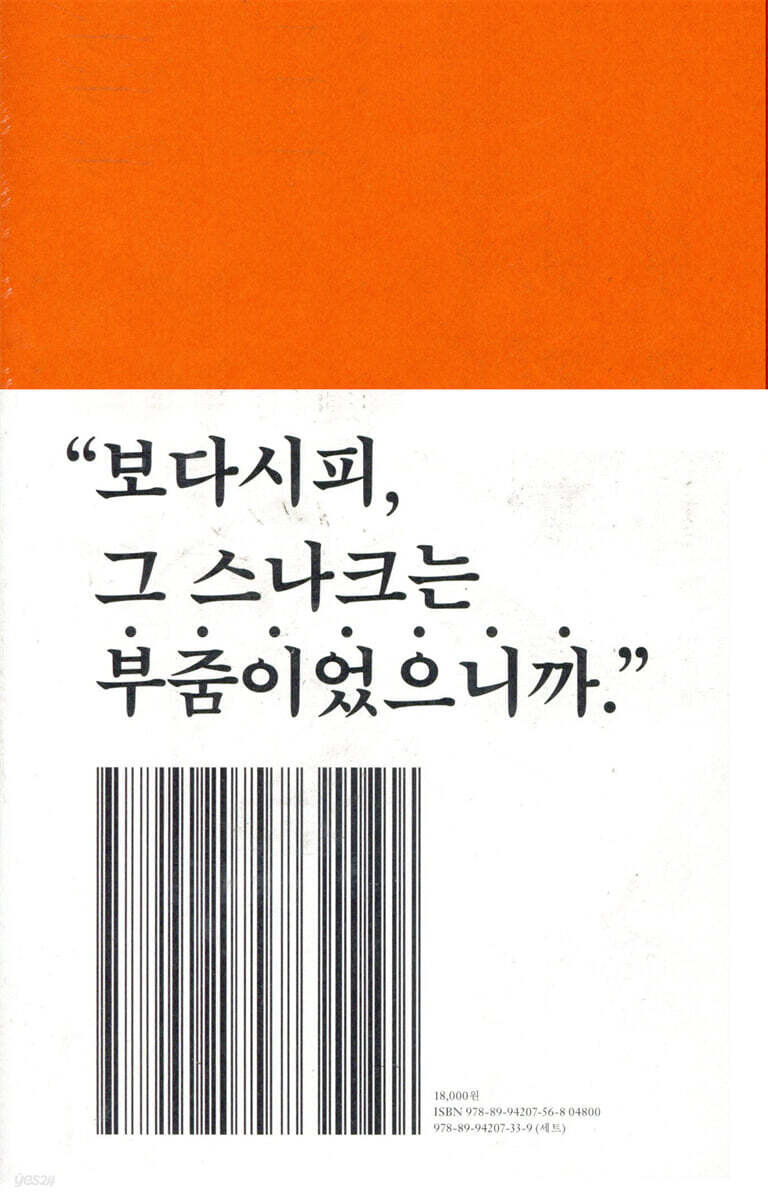 “보다시피,
그 스나크는
부줌이었으니까.”
18,000원
ISBN 978-89-94207-56-8 04800
978-89-94207-33-9 (세트)
yes24